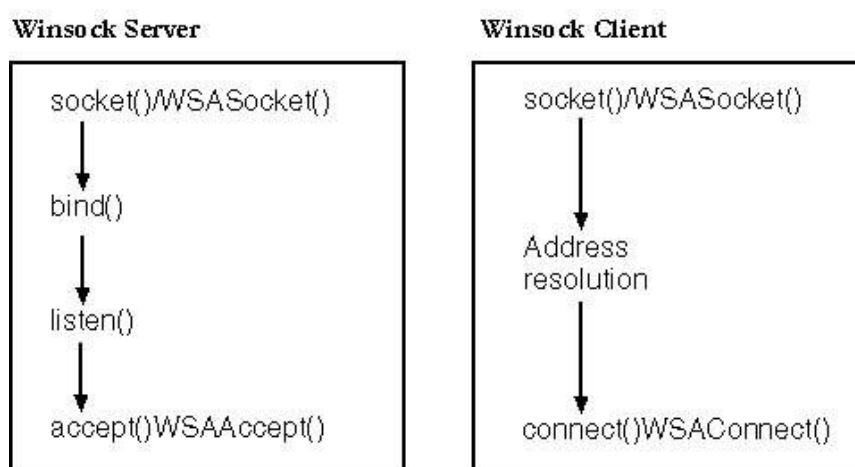 Winsock Server
socket()/WSASocket()
bind()
listen()
accept()WSAAccept()
Winsock Client
socket()/WSASocket()
Address
resolution
connect()WSAConnect()